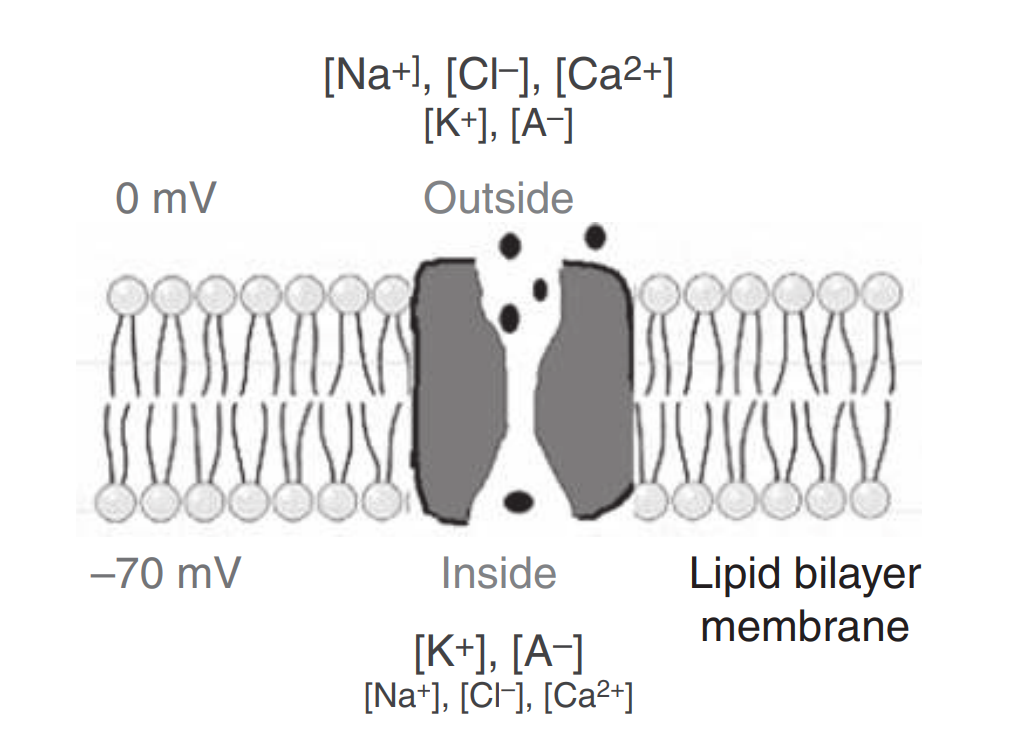 [Na+], [Cl–], [Ca2+]
[K+], [A–]
0 mV Outside
–70 mV Inside Lipid bilayer
membrane
[K+], [A–]
[Na+], [Cl–], [Ca2+]